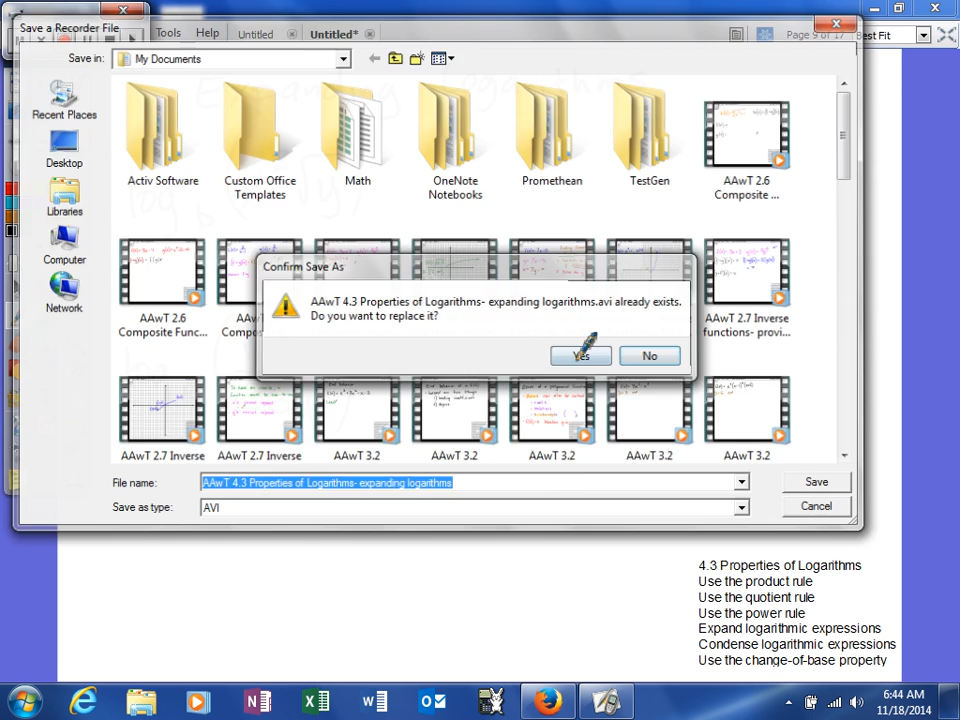 Save a Recorder File
Tools Help Untitled Untitled* Page 9 of 17 Best Fit
Save in: My Documents
Recent Places
Desktop
Libraries
Computer
Network
Activ Software
Custom Office
Templates
Math
OneNote
Notebooks
Promethean
TestGen
AAwT 2.6
Composite ...
AAwT 2.6
Composite Func...
AAwT 2.7 Inverse
functions- provi...
Confirm Save As
AAwT 4.3 Properties of Logarithms- expanding logarithms.avi already exists.
Do you want to replace it?
Yes No
AAwT 2.7 Inverse
AAwT 2.7 Inverse
AAwT 3.2
AAwT 3.2
AAwT 3.2
AAwT 3.2
AAwT 3.2
File name: AAwT 4.3 Properties of Logarithms- expanding logarithms Save
Save as type: AVI Cancel
4.3 Properties of Logarithms
Use the product rule
Use the quotient rule
Use the power rule
Expand logarithmic expressions
Condense logarithmic expressions
Use the change-of-base property
6:44 AM
11/18/2014